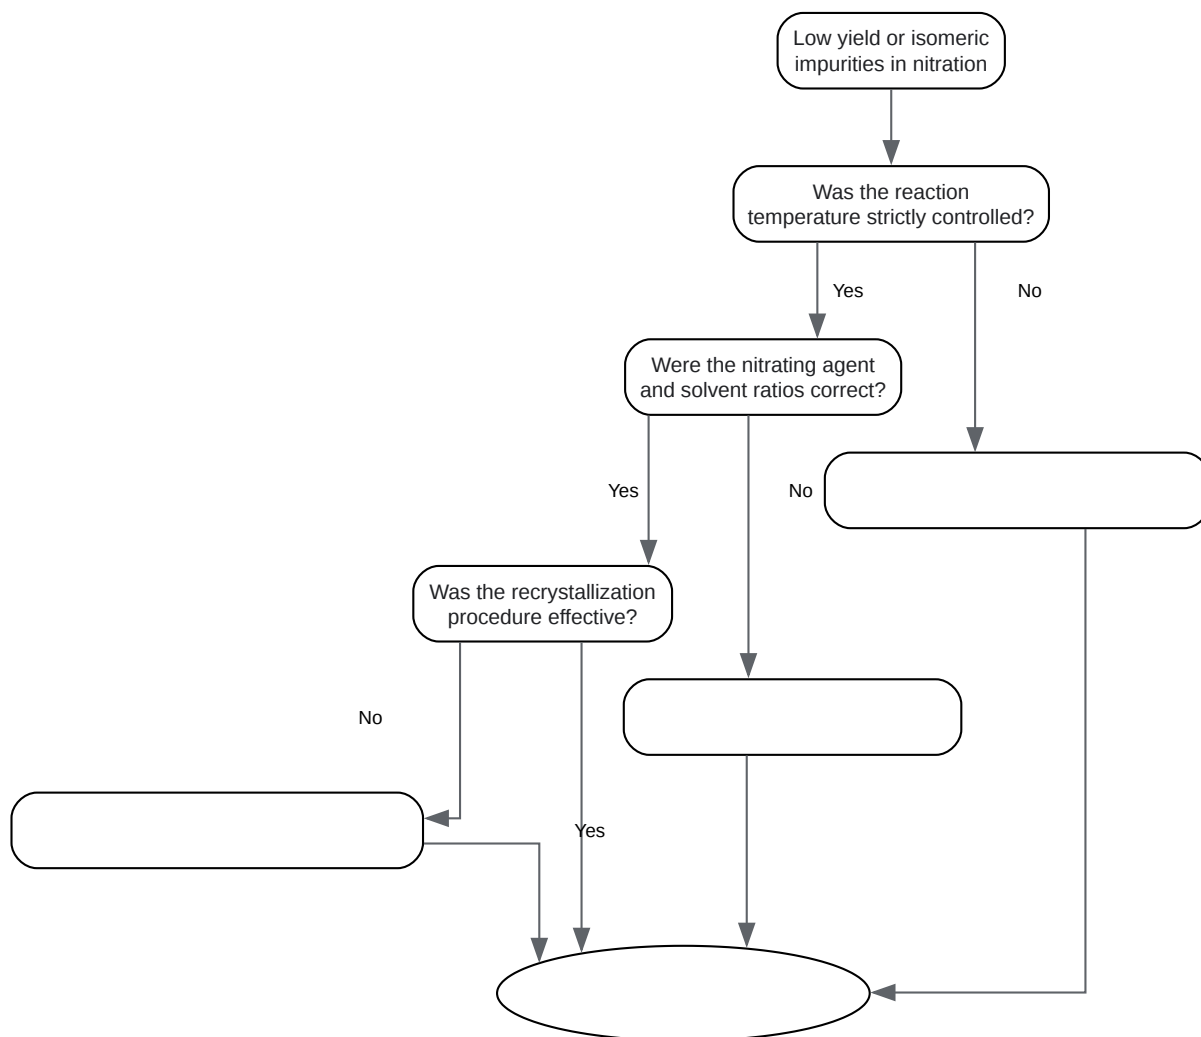 Low yield or isomeric
impurities in nitration
Was the reaction
temperature strictly controlled?
Yes
No
Were the nitrating agent
and solvent ratios correct?
Yes
No
Was the recrystallization
procedure effective?
No
Yes